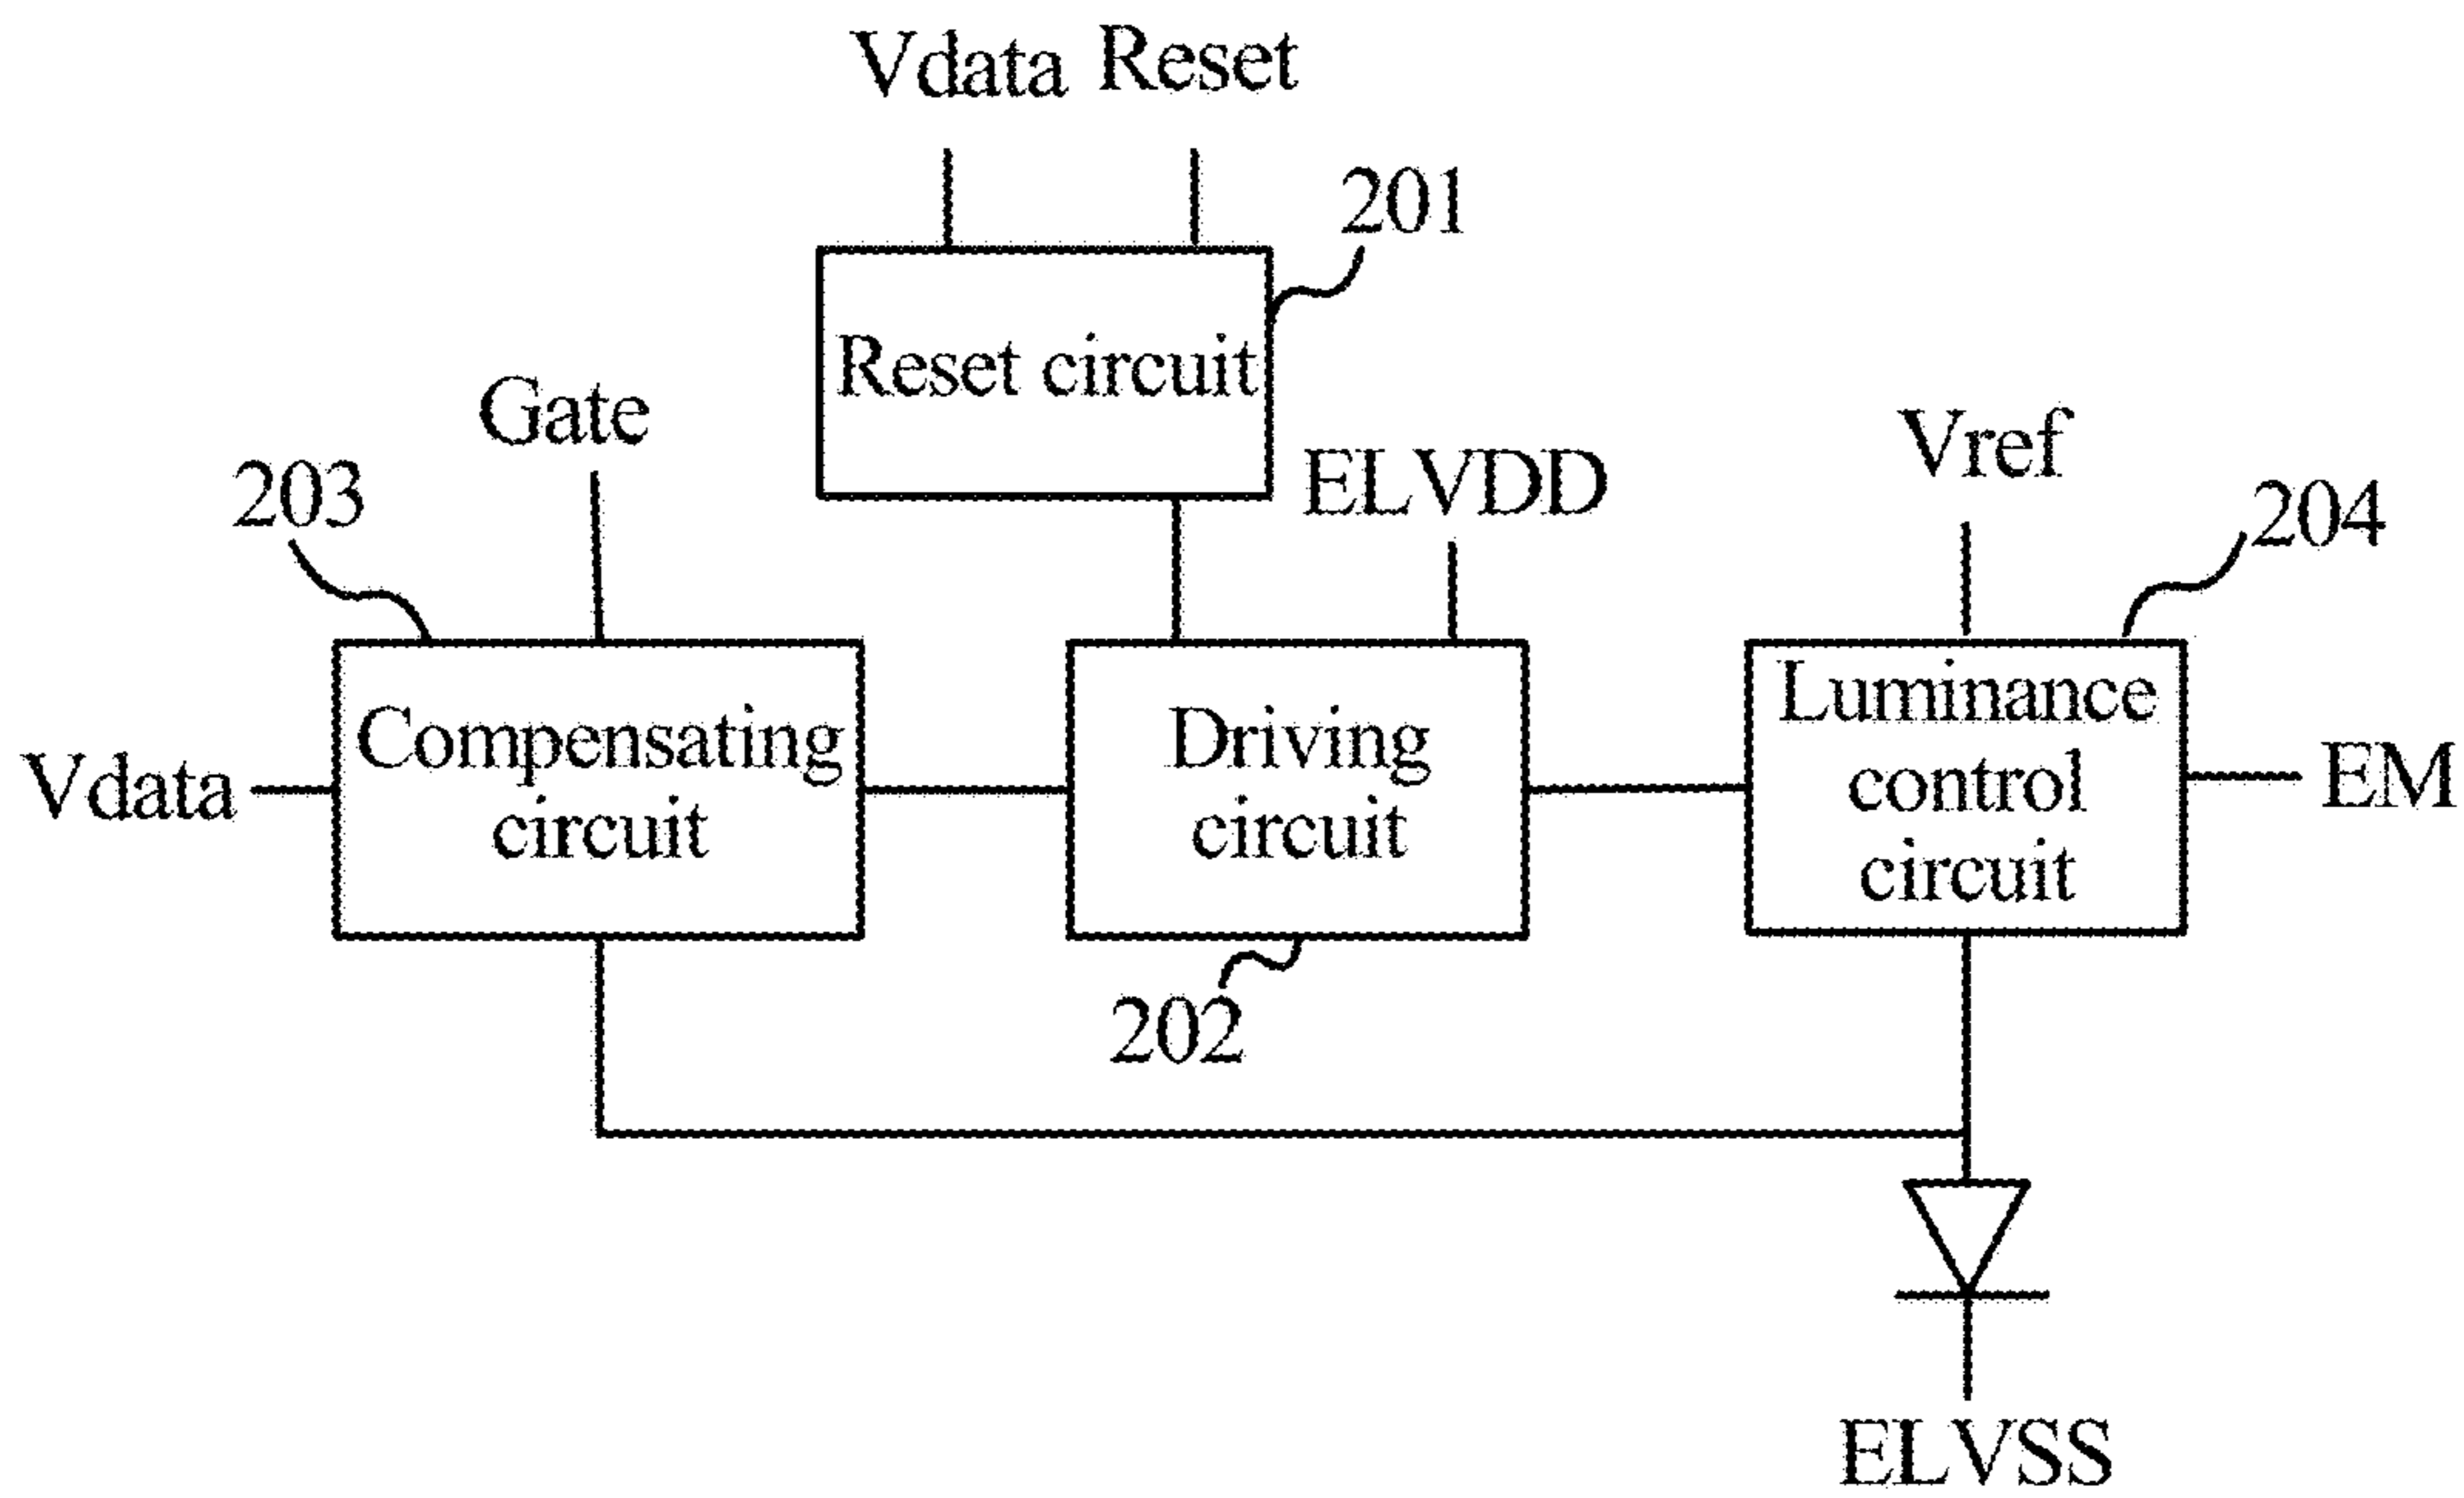 Vdata Reset
201
Reset circuit
Gate
203
ELVDD
Vref
204
Vdata
Compensating
circuit
Driving
circuit
Luminance
control
circuit
EM
202
ELVSS